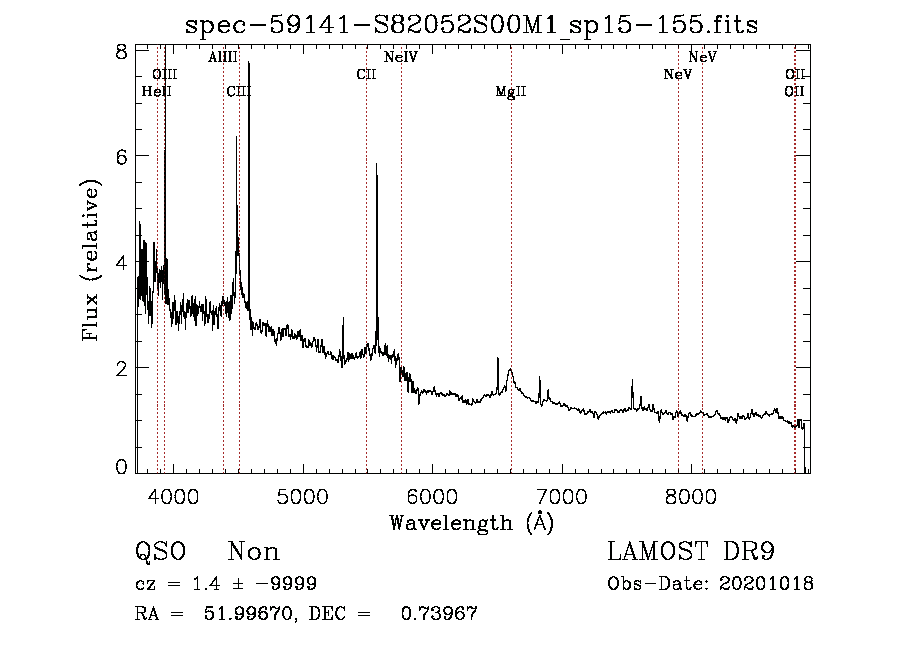 spec-59141-S82052S00M1_sp15-155.fits
8
AlIII NeIV NeV
OIII CII NeV OII
HeII CIII MgII OII
6
4
2
0
Flux (relative)
4000 5000 6000 7000 8000
Wavelength (Å)
QSO Non LAMOST DR9
cz = 1.4 ± -9999 Obs-Date: 20201018
RA = 51.99670, DEC = 0.73967